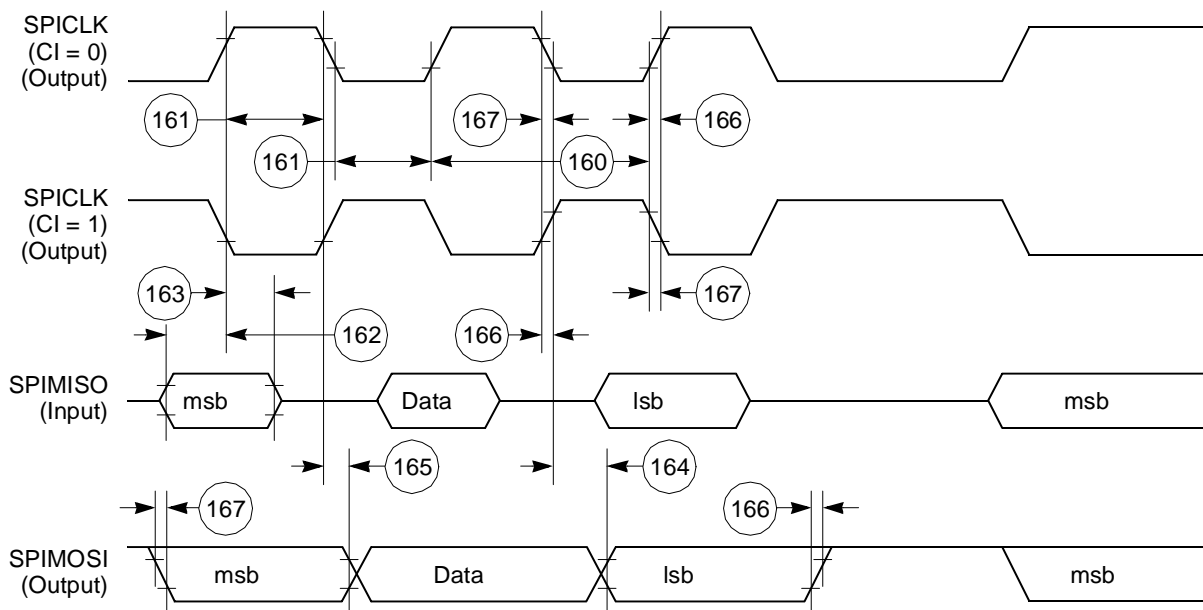 SPICLK
(CI = 0)
(Output)
161
167
166
161
160
SPICLK
(CI = 1)
(Output)
163
167
162
166
SPIMISO
(Input)
msb
Data
lsb
msb
165
164
167
166
SPIMOSI
(Output)
msb
Data
lsb
msb